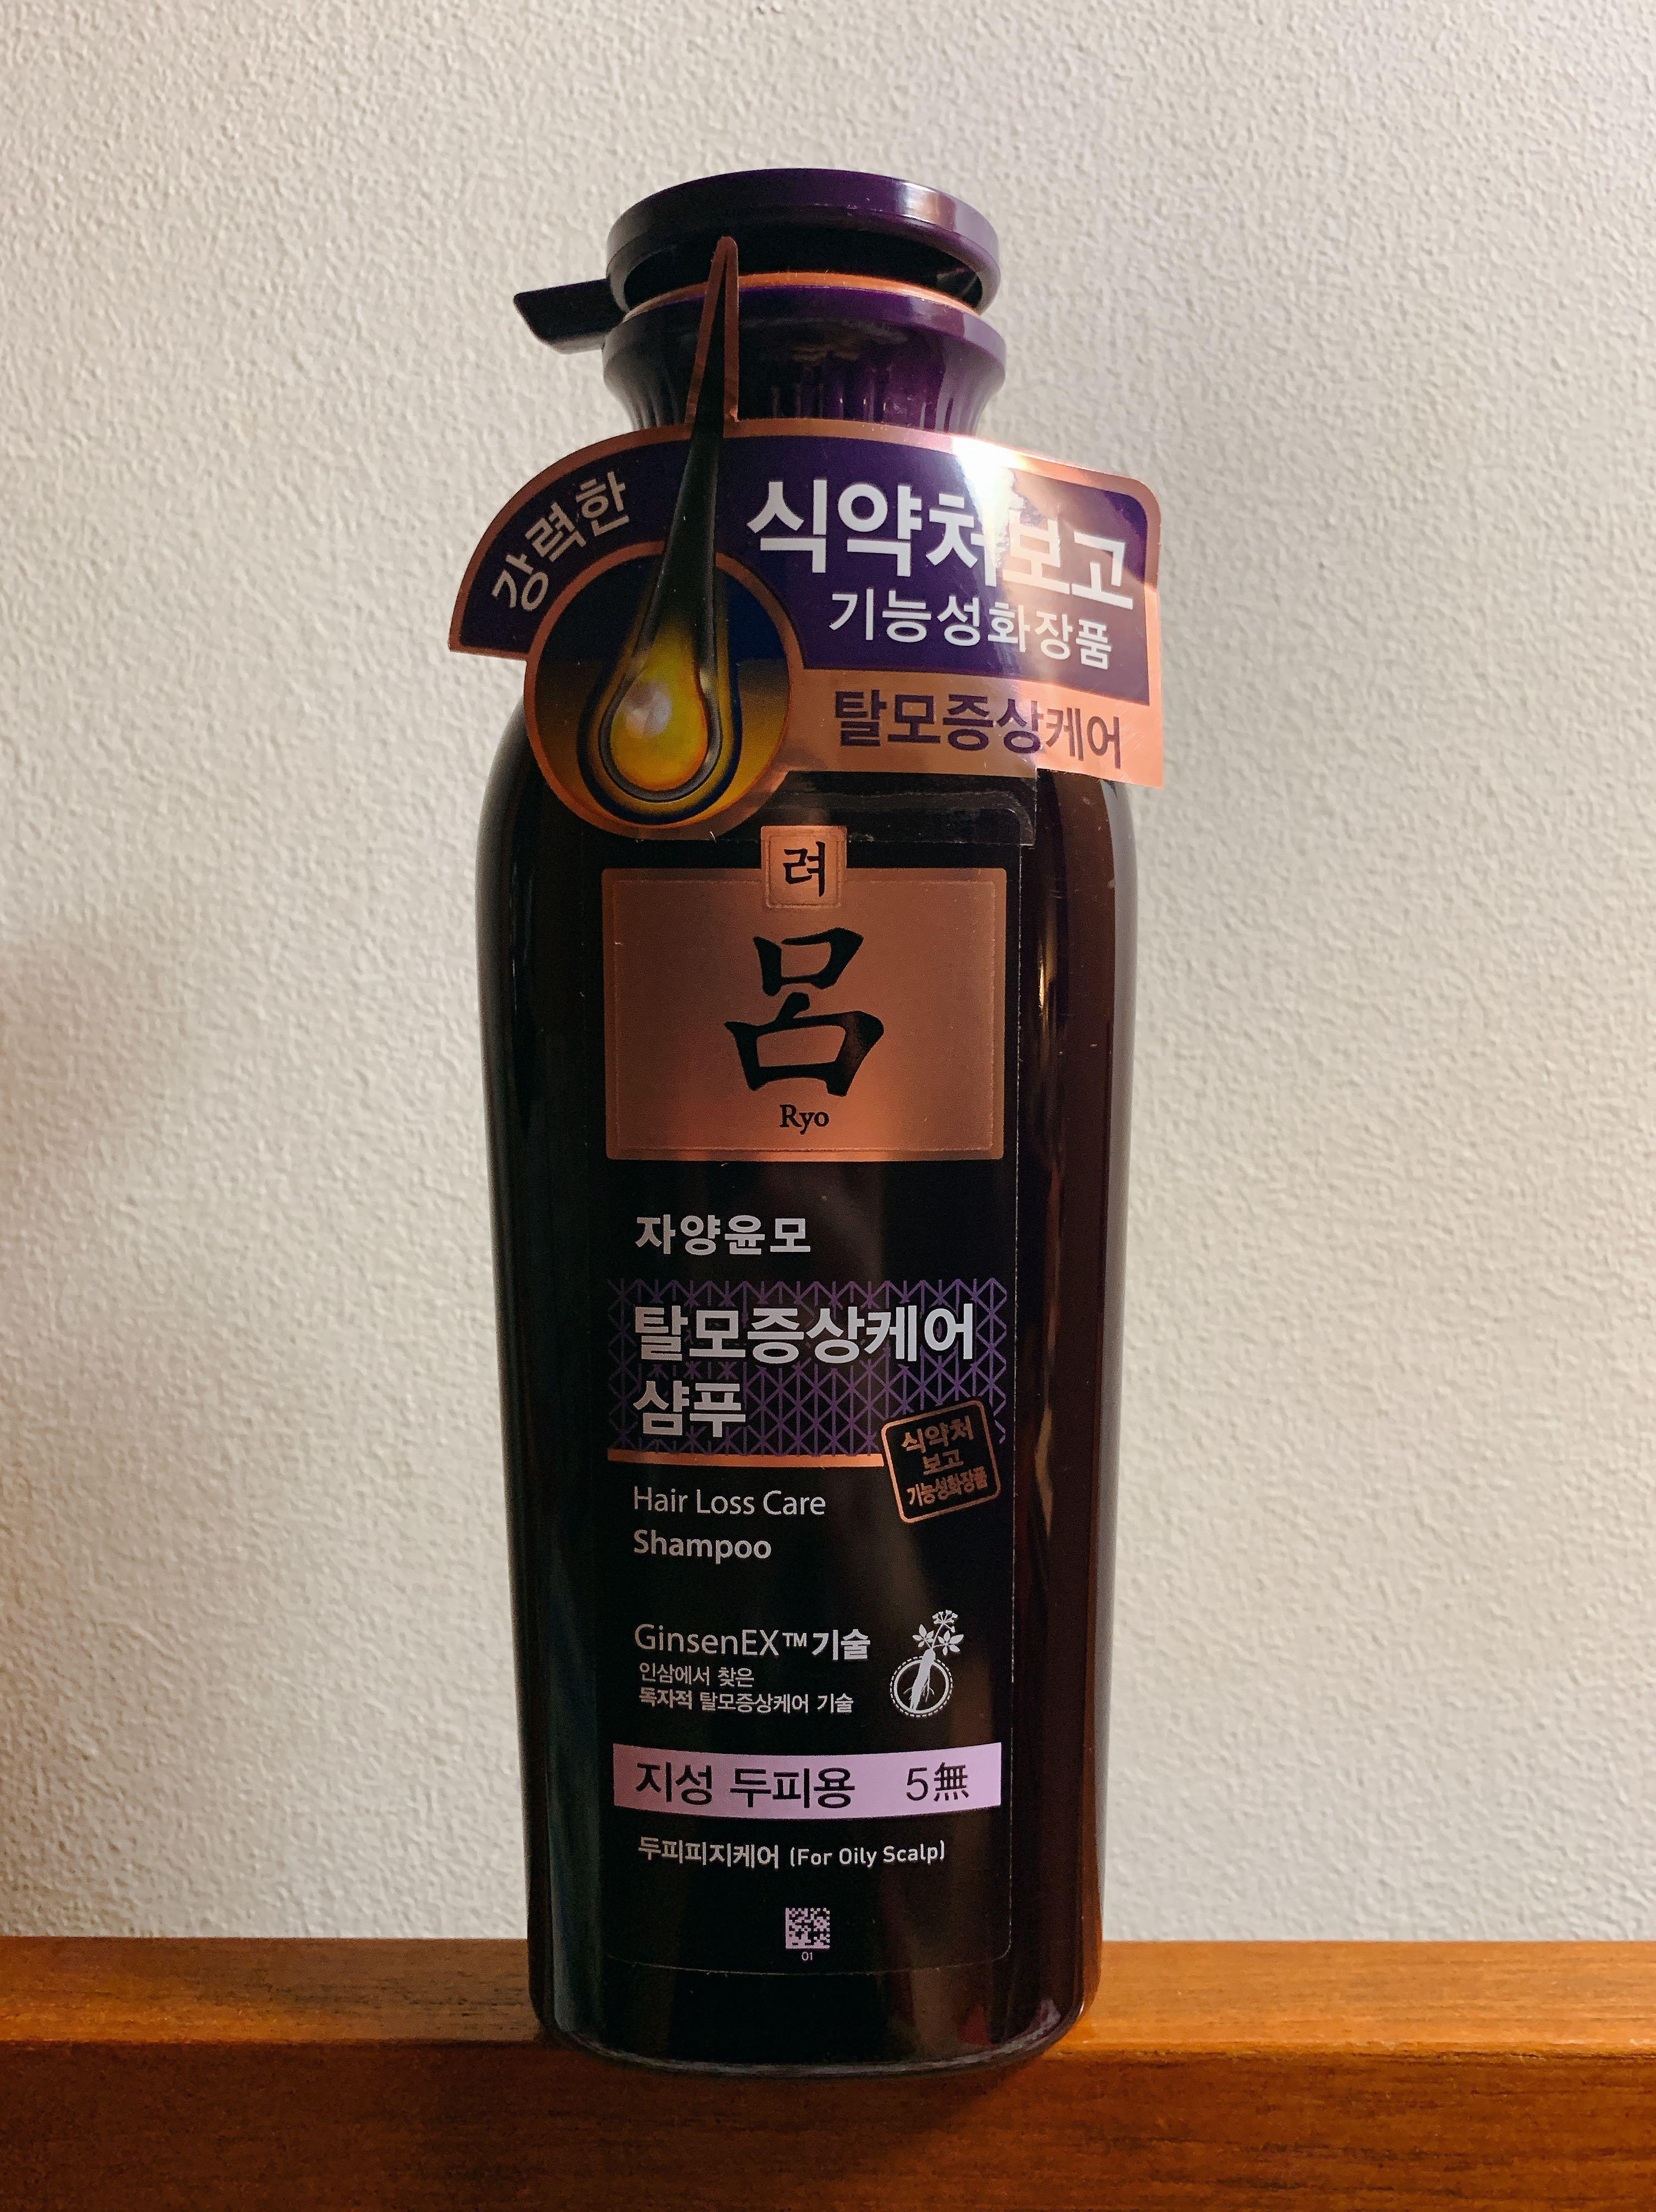 강력한
식약처보고
기능성화장품
탈모증상케어
려
呂
Ryo
자양윤모
탈모증상케어
샴푸
식약처
보고
기능성화장품
Hair Loss Care
Shampoo
GinsenEX™기술
인삼에서 찾은
독자적 탈모증상케어 기술
지성 두피용 5無
두피피지케어 (For Oily Scalp)
01